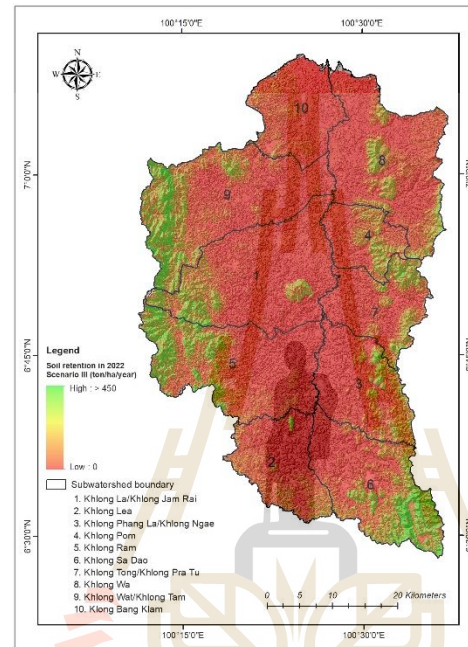 100°15'0"E
100°30'0"E
N
W
E
S
10
8
7°0'0"N
9
4
1
7
6°45'0"N
Legend
Soil retention in 2022
Scenario III (ton/ha/year)
High : > 450
Low : 0
5
3
2
6
Subwatershed boundary
1. Khlong La/Khlong Jam Rai
2. Khlong Lea
3. Khlong Phang La/Khlong Ngae
4. Khlong Pom
5. Khlong Ram
6. Khlong Sa Dao
7. Khlong Tong/Khlong Pra Tu
8. Khlong Wa
9. Khlong Wat/Khlong Tam
10. Klong Bang Klam
6°30'0"N
0 5 10 20 Kilometers
100°15'0"E
100°30'0"E